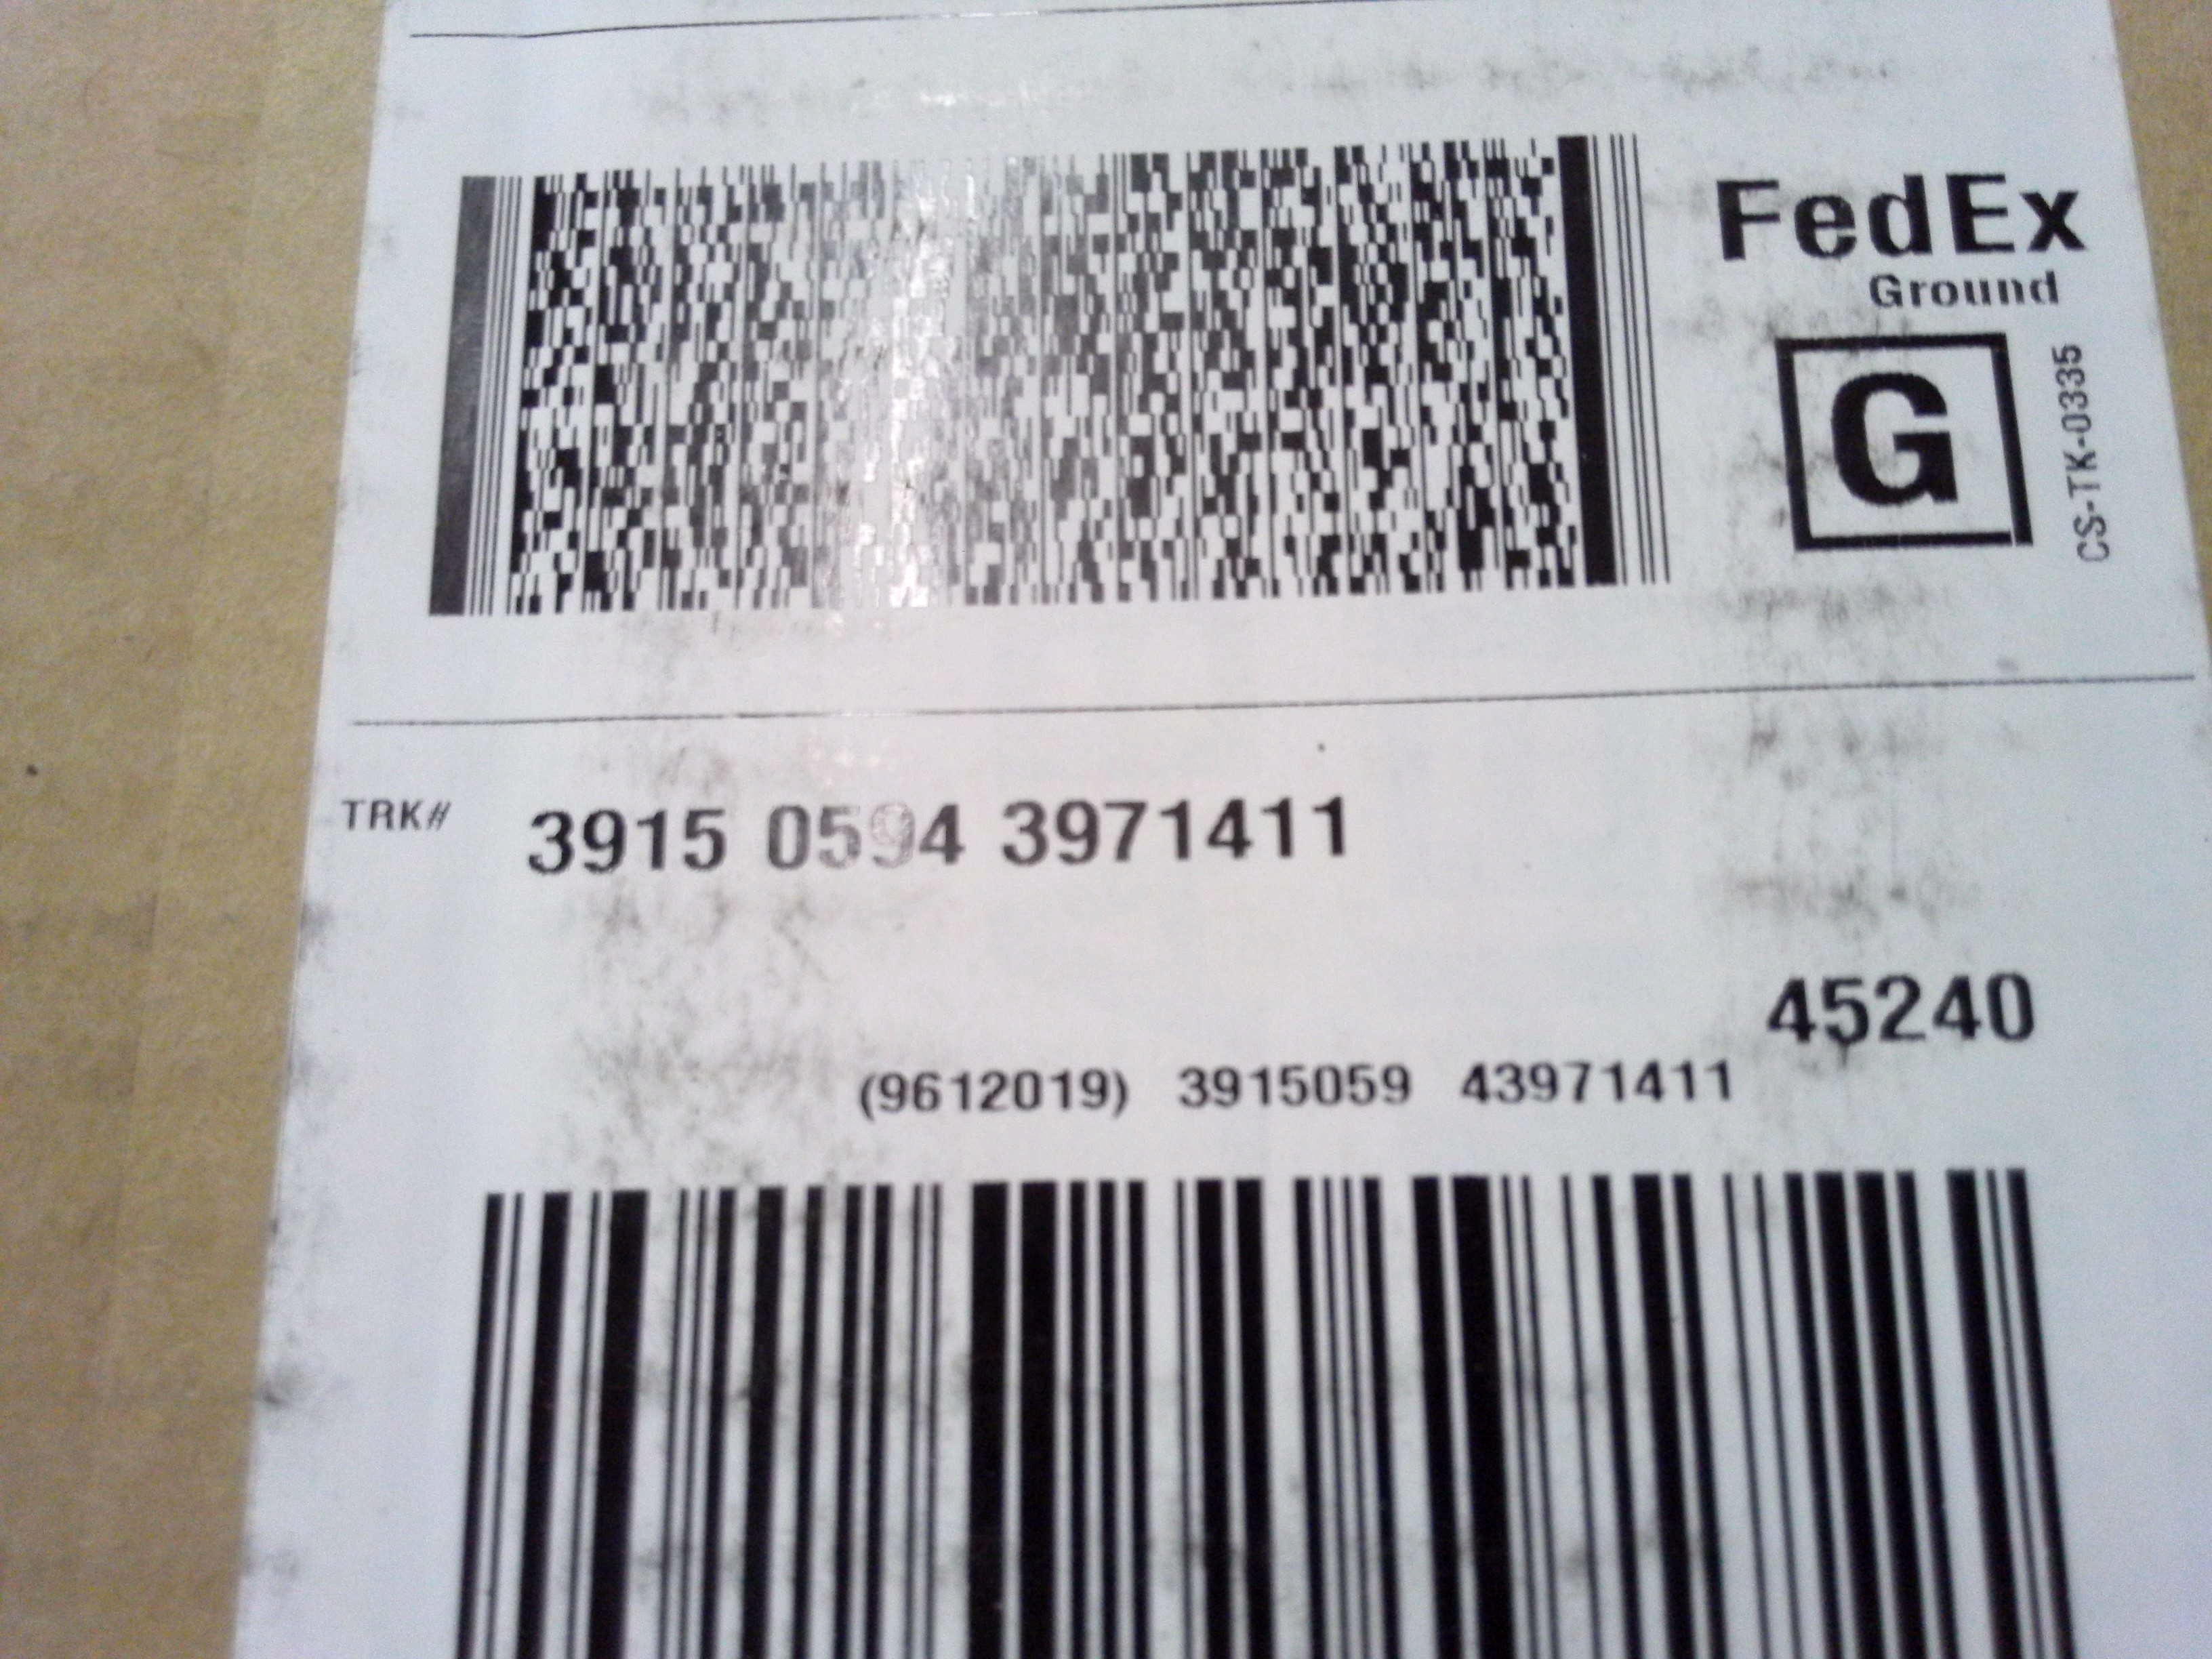 FedEx
Ground
G
CS-TK-0335
TRK# 3915 0594 3971411
45240
(9612019) 3915059 43971411